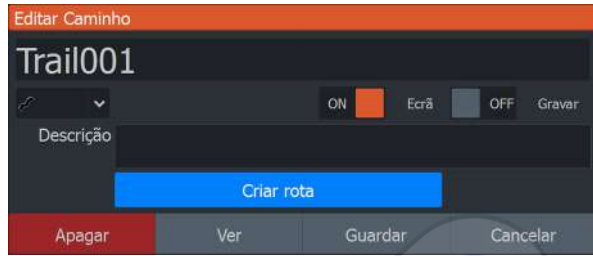 Editar Caminho
Trail001
ON Ecrã OFF Gravar
Descrição
Criar rota
Apagar Ver Guardar Cancelar